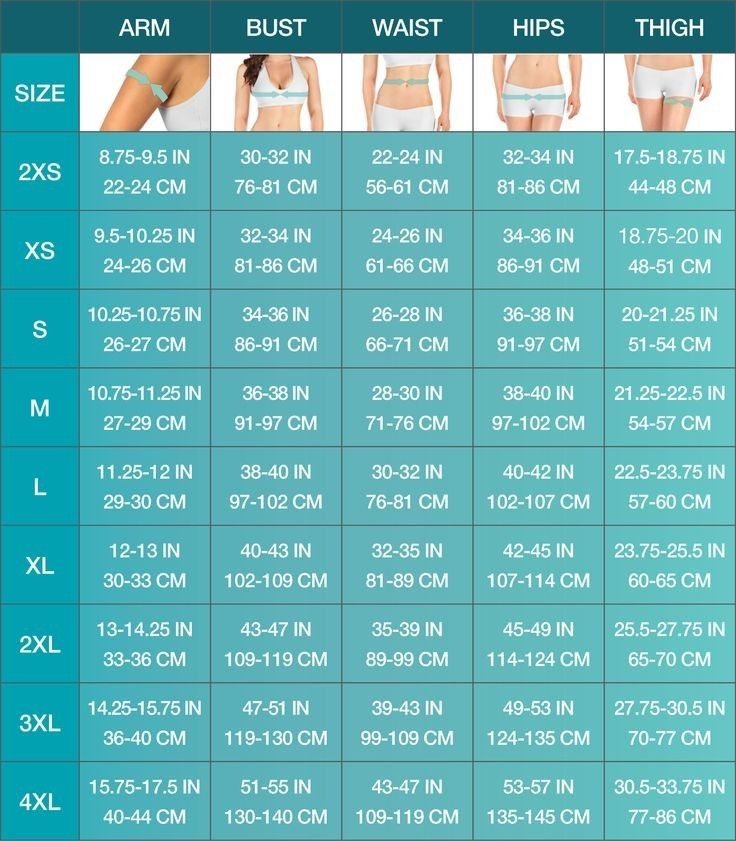 ARM BUST WAIST HIPS THIGH
SIZE
2XS 8.75-9.5 IN 30-32 IN 22-24 IN 32-34 IN 17.5-18.75 IN
22-24 CM 76-81 CM 56-61 CM 81-86 CM 44-48 CM
XS 9.5-10.25 IN 32-34 IN 24-26 IN 34-36 IN 18.75-20 IN
24-26 CM 81-86 CM 61-66 CM 86-91 CM 48-51 CM
S 10.25-10.75 IN 34-36 IN 26-28 IN 36-38 IN 20-21.25 IN
26-27 CM 86-91 CM 66-71 CM 91-97 CM 51-54 CM
M 10.75-11.25 IN 36-38 IN 28-30 IN 38-40 IN 21.25-22.5 IN
27-29 CM 91-97 CM 71-76 CM 97-102 CM 54-57 CM
L 11.25-12 IN 38-40 IN 30-32 IN 40-42 IN 22.5-23.75 IN
29-30 CM 97-102 CM 76-81 CM 102-107 CM 57-60 CM
XL 12-13 IN 40-43 IN 32-35 IN 42-45 IN 23.75-25.5 IN
30-33 CM 102-109 CM 81-89 CM 107-114 CM 60-65 CM
2XL 13-14.25 IN 43-47 IN 35-39 IN 45-49 IN 25.5-27.75 IN
33-36 CM 109-119 CM 89-99 CM 114-124 CM 65-70 CM
3XL 14.25-15.75 IN 47-51 IN 39-43 IN 49-53 IN 27.75-30.5 IN
36-40 CM 119-130 CM 99-109 CM 124-135 CM 70-77 CM
4XL 15.75-17.5 IN 51-55 IN 43-47 IN 53-57 IN 30.5-33.75 IN
40-44 CM 130-140 CM 109-119 CM 135-145 CM 77-86 CM